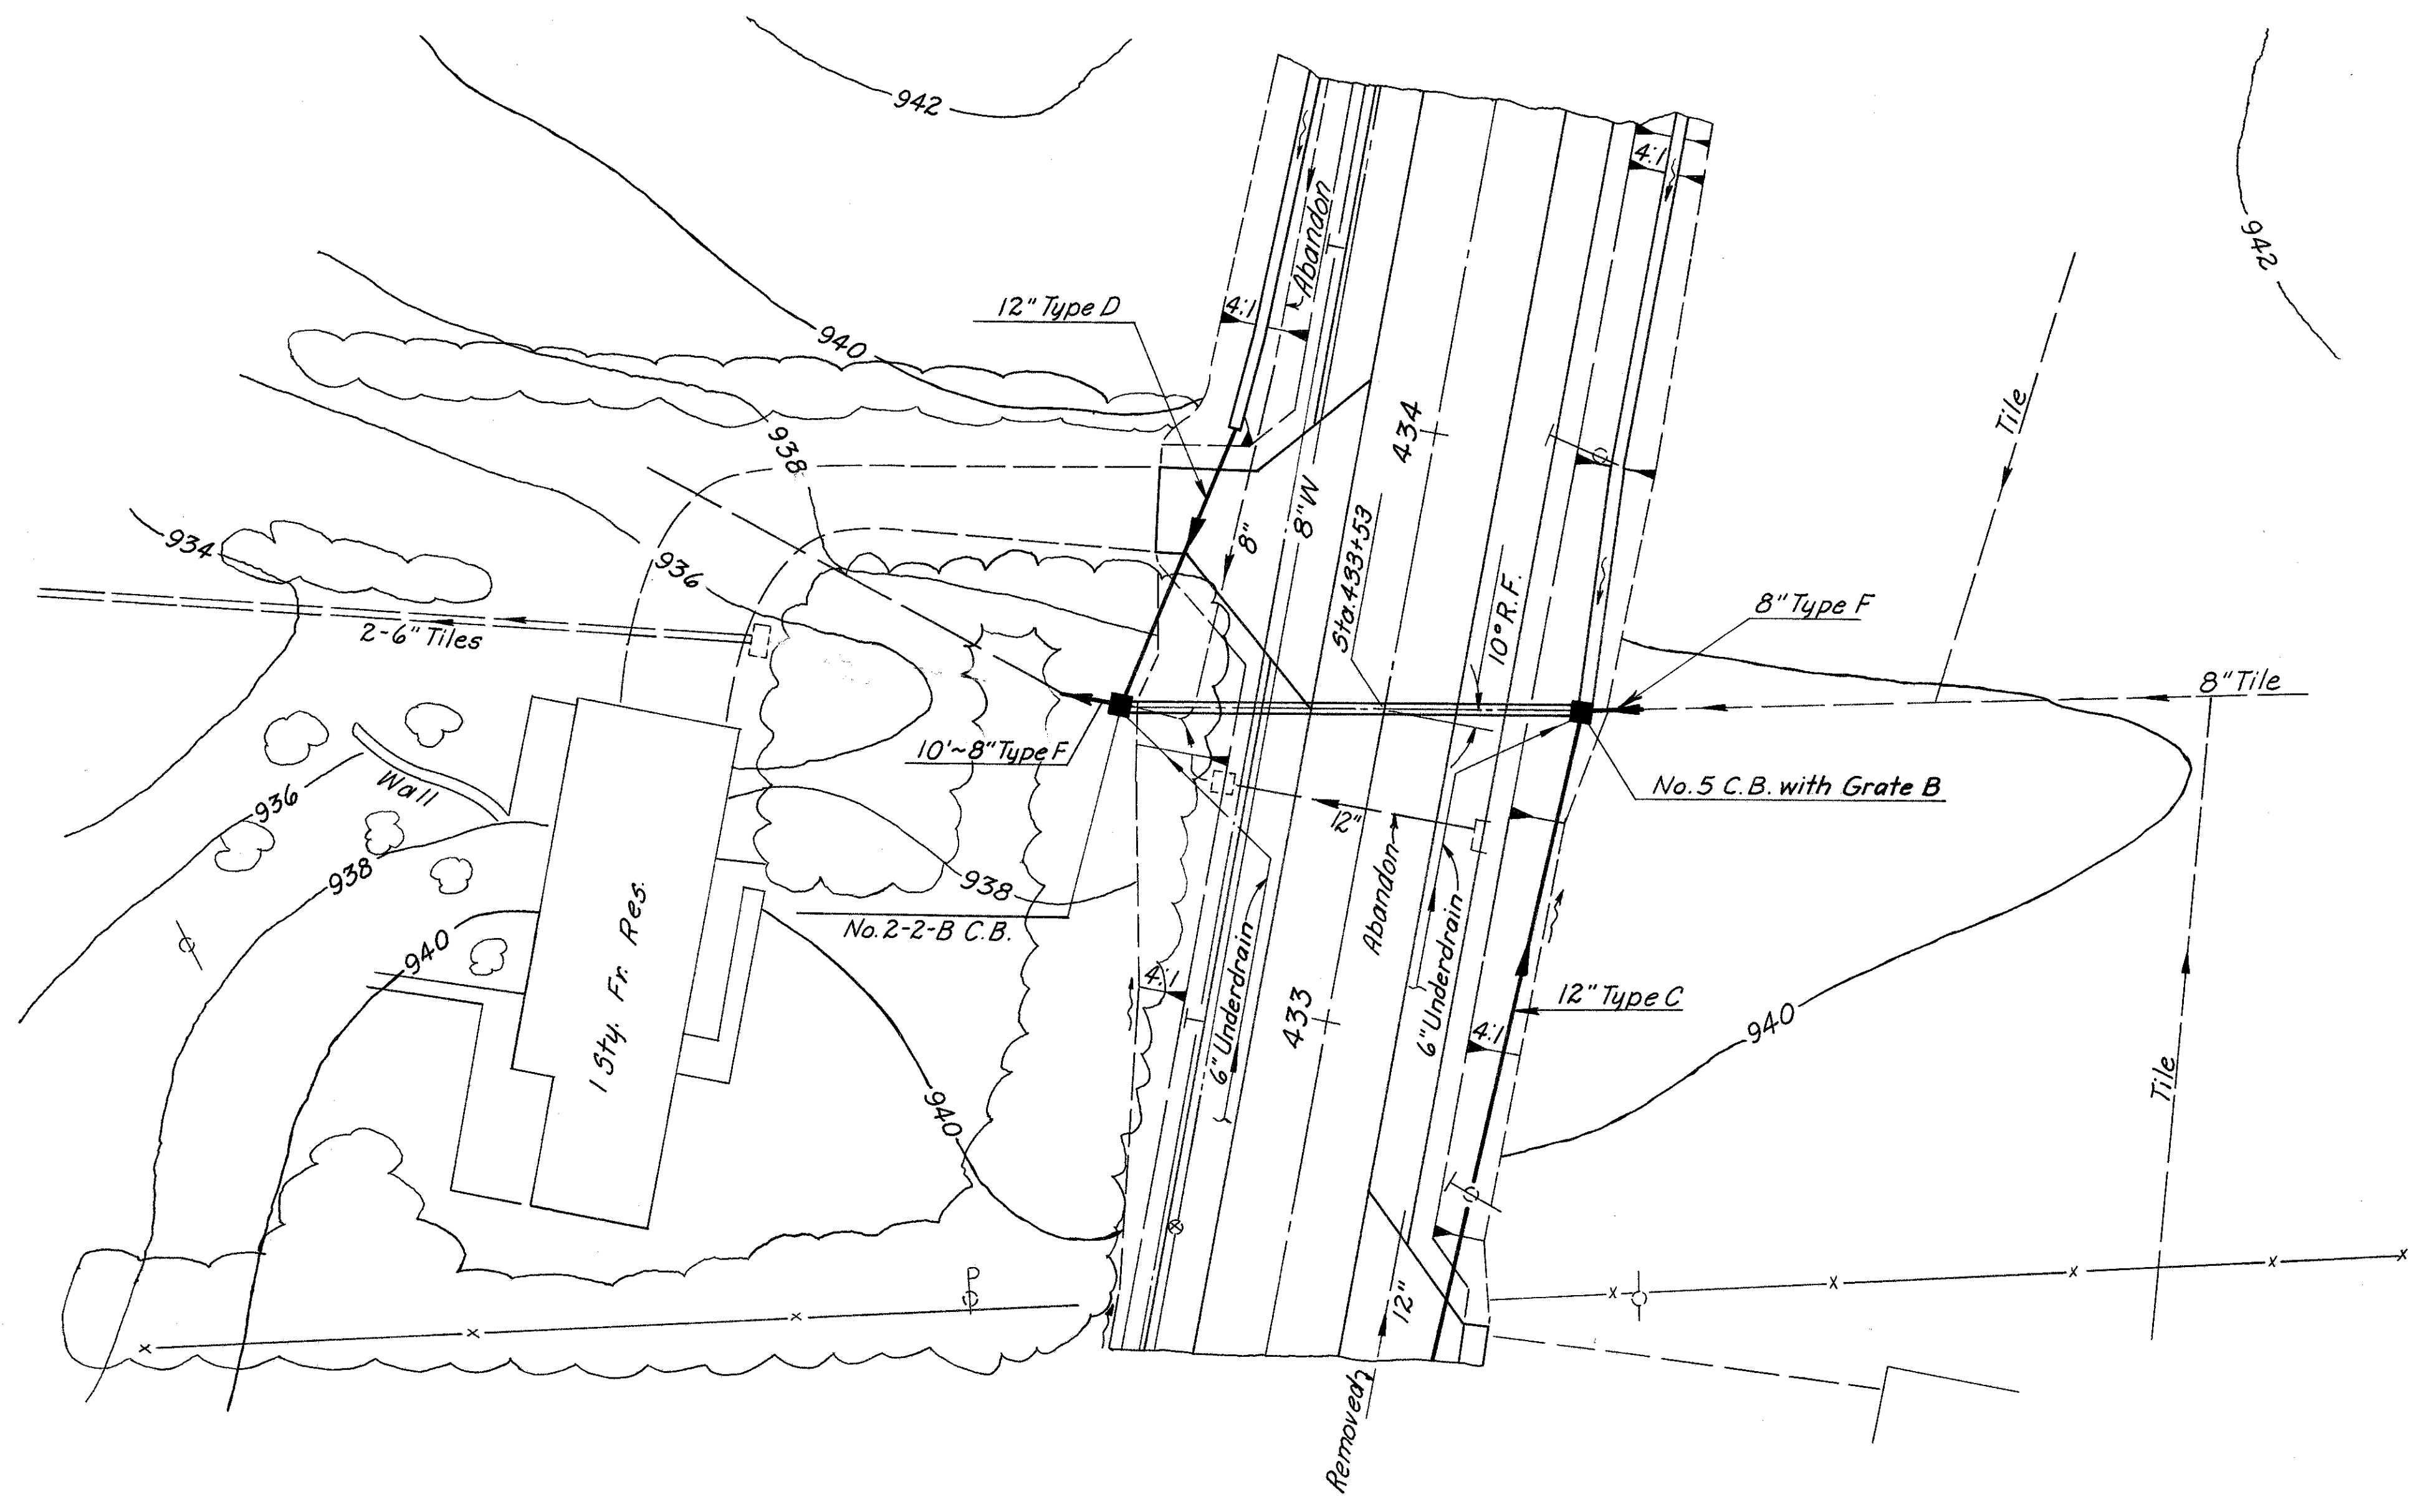 942
942
4:1
Abandon
12" Type D
4:1
940
Tile
434
938
8"W
8"
Sta. 433+53
934
936
10° R.F.
8" Type F
2-6" Tiles
8" Tile
10'~8" Type F
No.5 C.B. with Grate B
Wall
936
12"
938
938
Abandon
No.2-2-B C.B.
1 Sty. Fr. Res.
940
6" Underdrain
6" Underdrain
4:1
12" Type C
433
4:1
940
940
Tile
P
12"
Removed